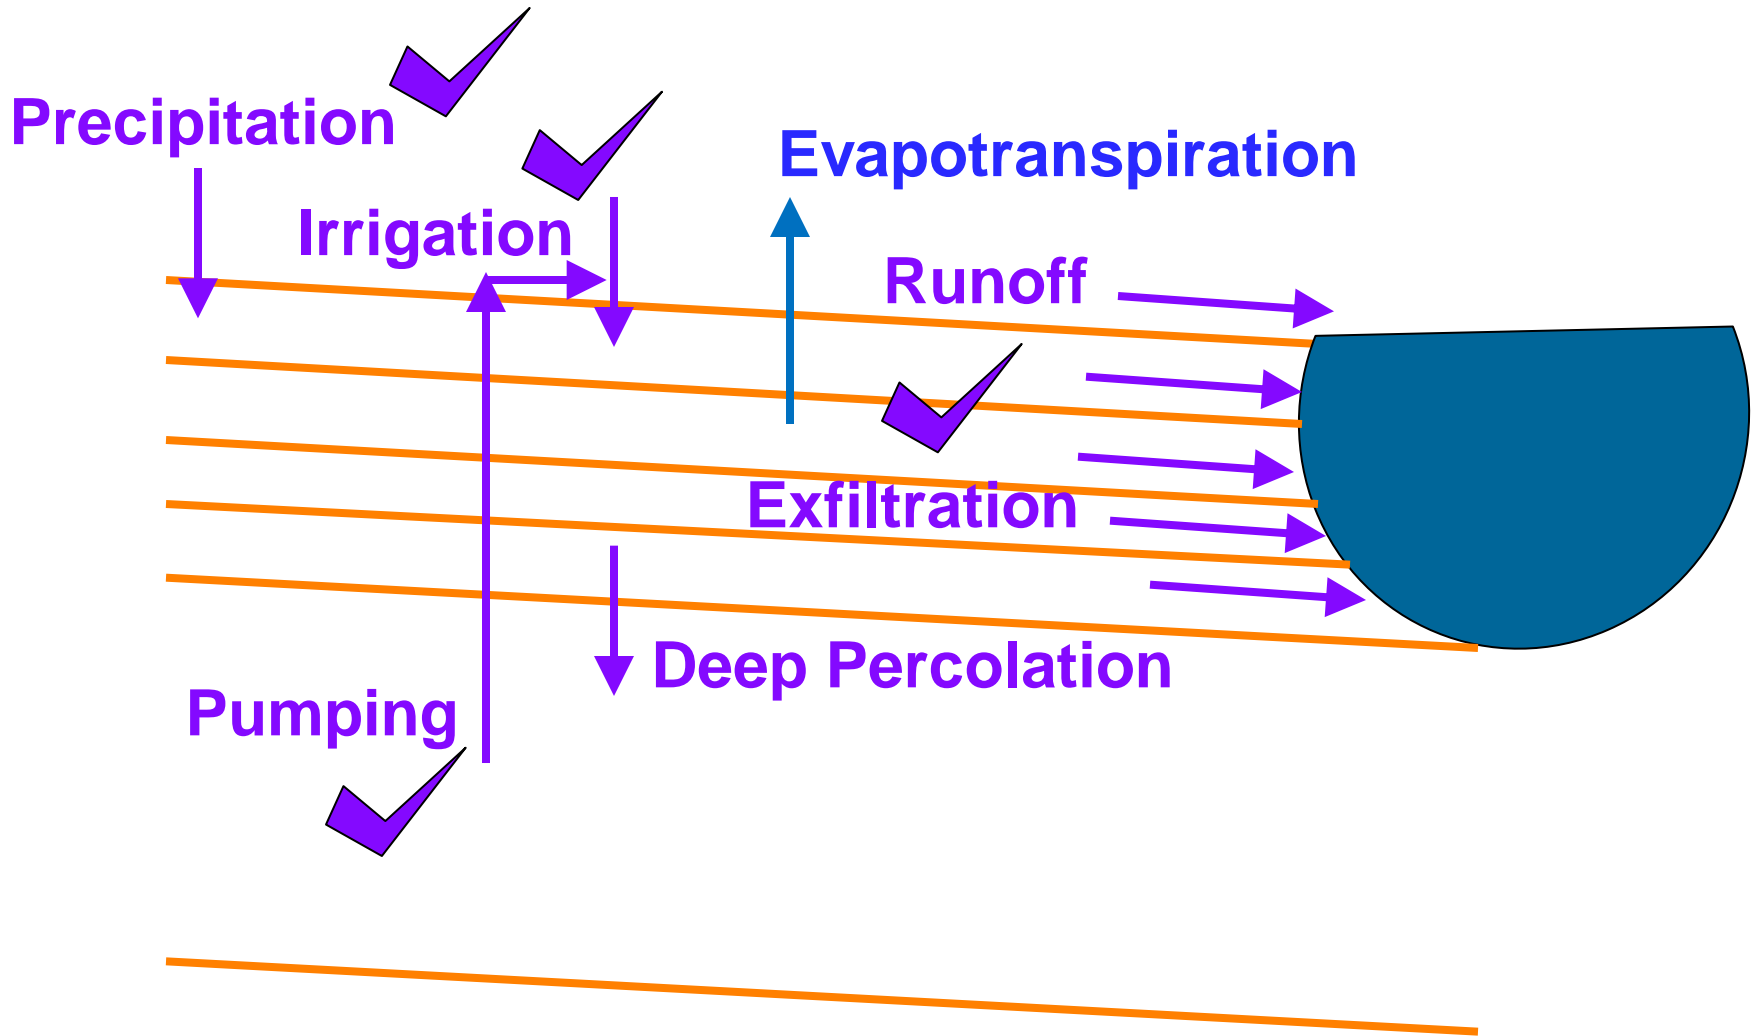 Precipitation
Evapotranspiration
Irrigation
Runoff
Exfiltration
Deep Percolation
Pumping